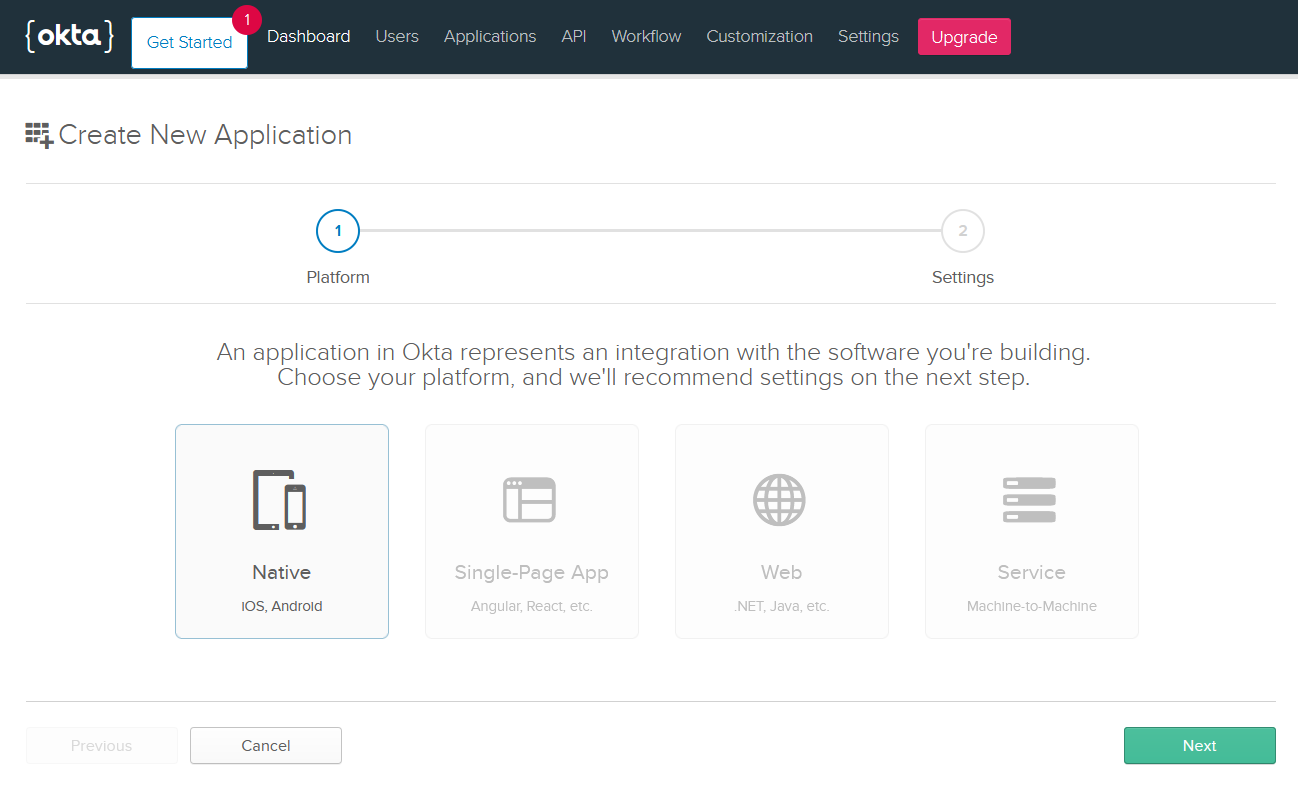 {okta}
Get Started
1
Dashboard
Users
Applications
API
Workflow
Customization
Settings
Upgrade
Create New Application
1
2
Platform
Settings
An application in Okta represents an integration with the software you're building.
Choose your platform, and we'll recommend settings on the next step.
Native
iOS, Android
Single-Page App
Angular, React, etc.
Web
.NET, Java, etc.
Service
Machine-to-Machine
Previous
Cancel
Next